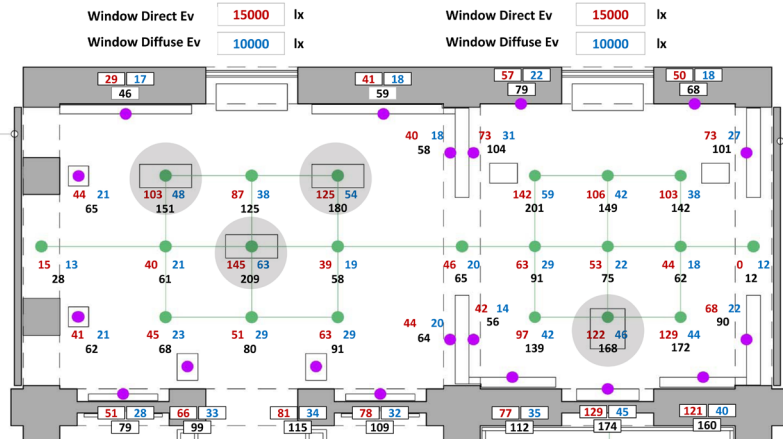 Window Direct Ev 15000 lx Window Direct Ev 15000 lx
Window Diffuse Ev 10000 lx Window Diffuse Ev 10000 lx
29 17 41 18 57 22 50 18
46 59 79 68
40 18 73 31 73 27
58 104 101
44 21 103 48 87 38 125 54 142 59 106 42 103 38
65 151 125 180 201 149 142
15 13 40 21 145 63 39 19 46 20 63 29 53 22 44 18 0 12
28 61 209 58 65 91 75 62 12
42 14 68 22
56 90
44 20
64
41 21 45 23 51 29 63 29 97 42 122 46 129 44
62 68 80 91 139 168 172
51 28 66 33 81 34 78 32 77 35 129 45 121 40
79 99 115 109 112 174 160